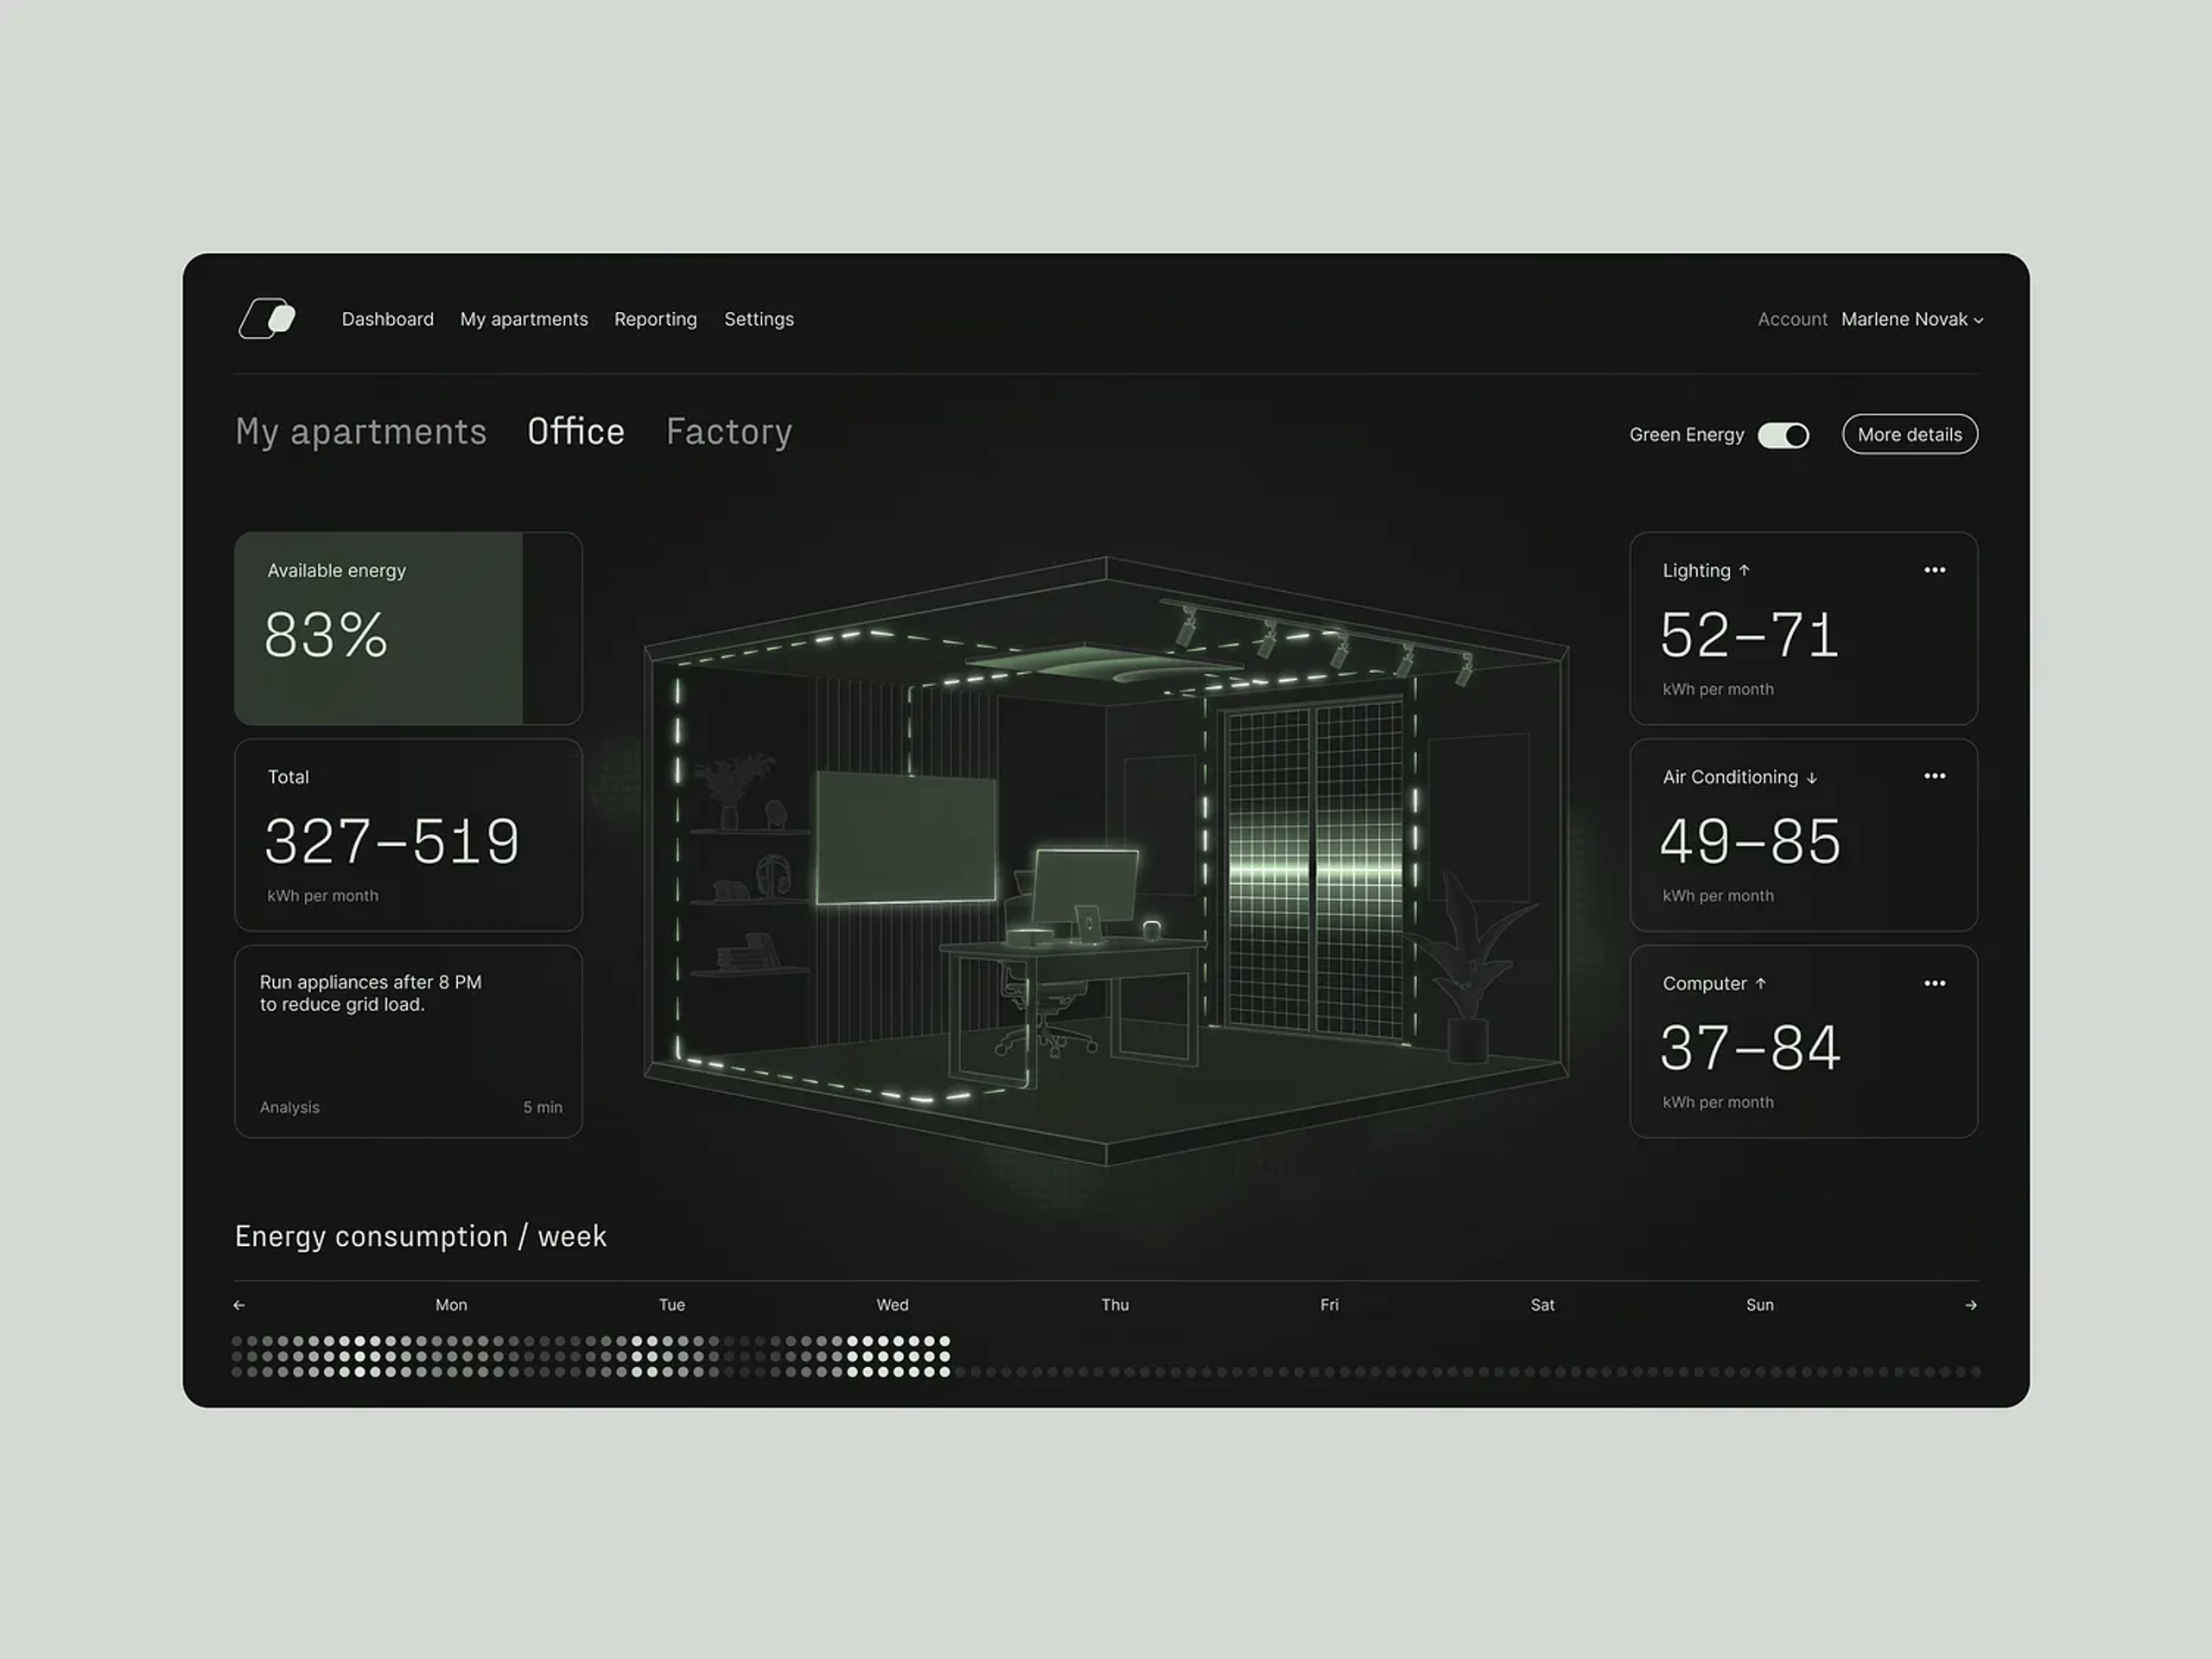 Dashboard My apartments Reporting Settings Account Marlene Novak
My apartments Office Factory
Green Energy More details
Available energy
83%
Total
327–519
kWh per month
Run appliances after 8 PM
to reduce grid load.
Analysis 5 min
Lighting ↑
52–71
kWh per month
Air Conditioning ↓
49–85
kWh per month
Computer ↑
37–84
kWh per month
Energy consumption / week
← Mon Tue Wed Thu Fri Sat Sun →